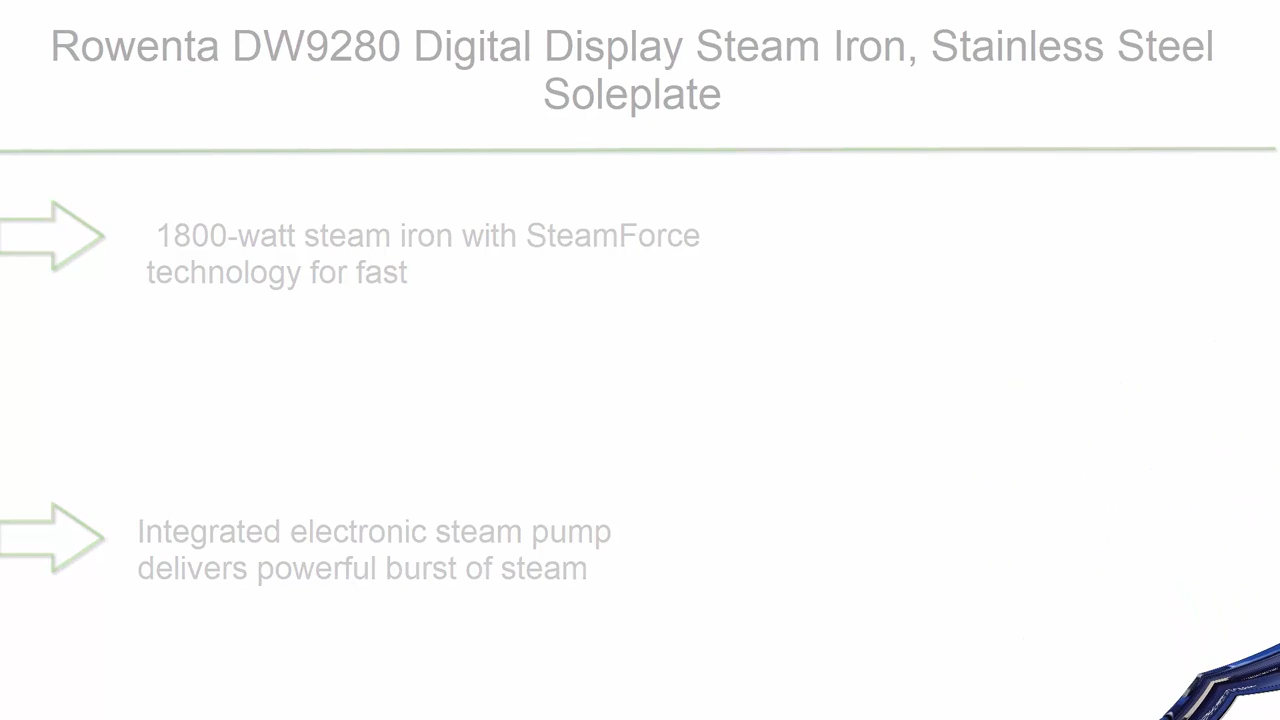 Rowenta DW9280 Digital Display Steam Iron, Stainless Steel
Soleplate
1800-watt steam iron with SteamForce
technology for fast
Integrated electronic steam pump
delivers powerful burst of steam